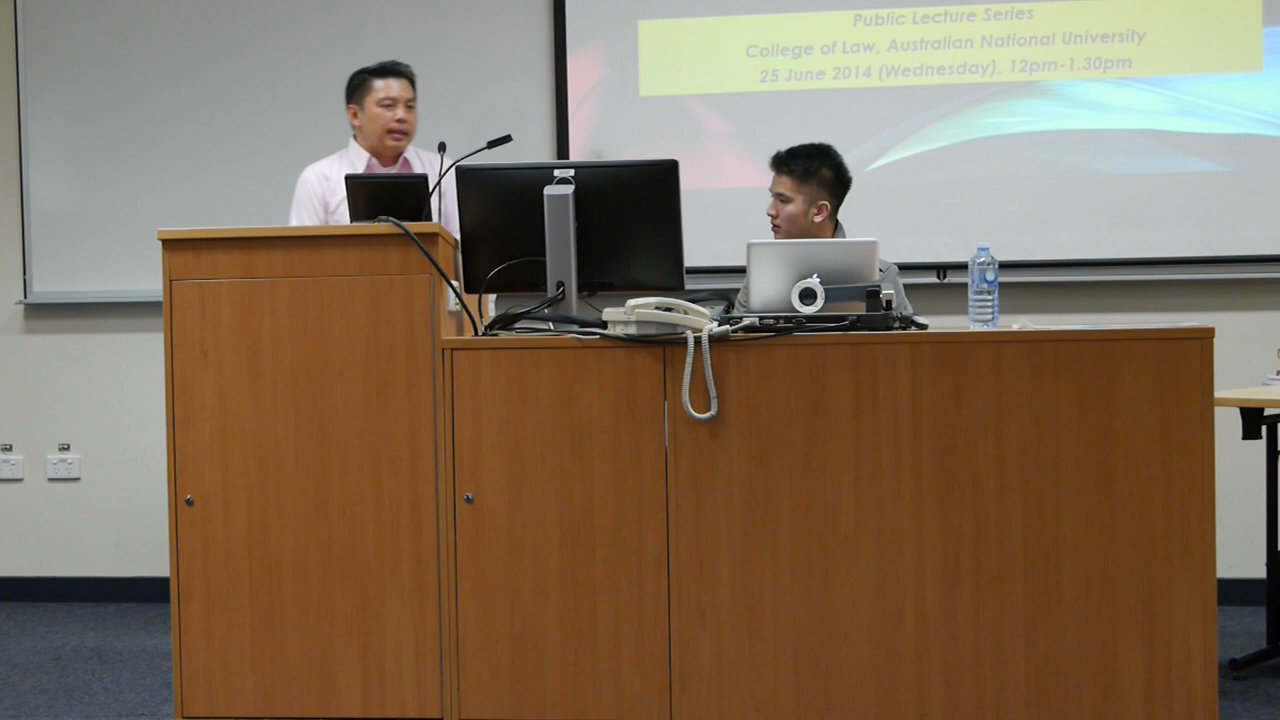 Public Lecture Series
College of Law, Australian National University
25 June 2014 (Wednesday), 12pm-1.30pm